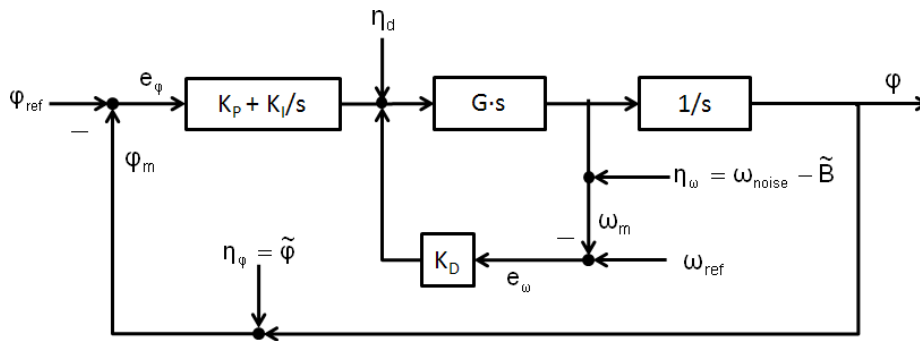 η_d
e_φ
φ_ref
K_P + K_I/s
G·s
1/s
φ
−
φ_m
η_ω = ω_noise − B̃
ω_m
−
η_φ = φ̃
K_D
e_ω
ω_ref